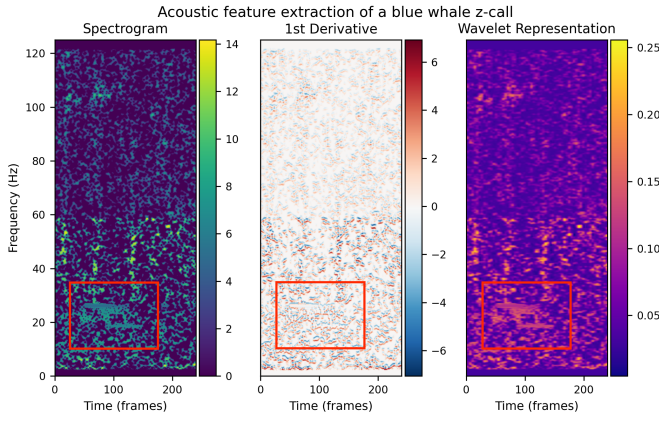 Acoustic feature extraction of a blue whale z-call
Spectrogram
1st Derivative
Wavelet Representation
Frequency (Hz)
120
100
80
60
40
20
0
0 100 200
Time (frames)
14
12
10
8
6
4
2
0
0 100 200
Time (frames)
6
4
2
0
−2
−4
−6
0 100 200
Time (frames)
0.25
0.20
0.15
0.10
0.05